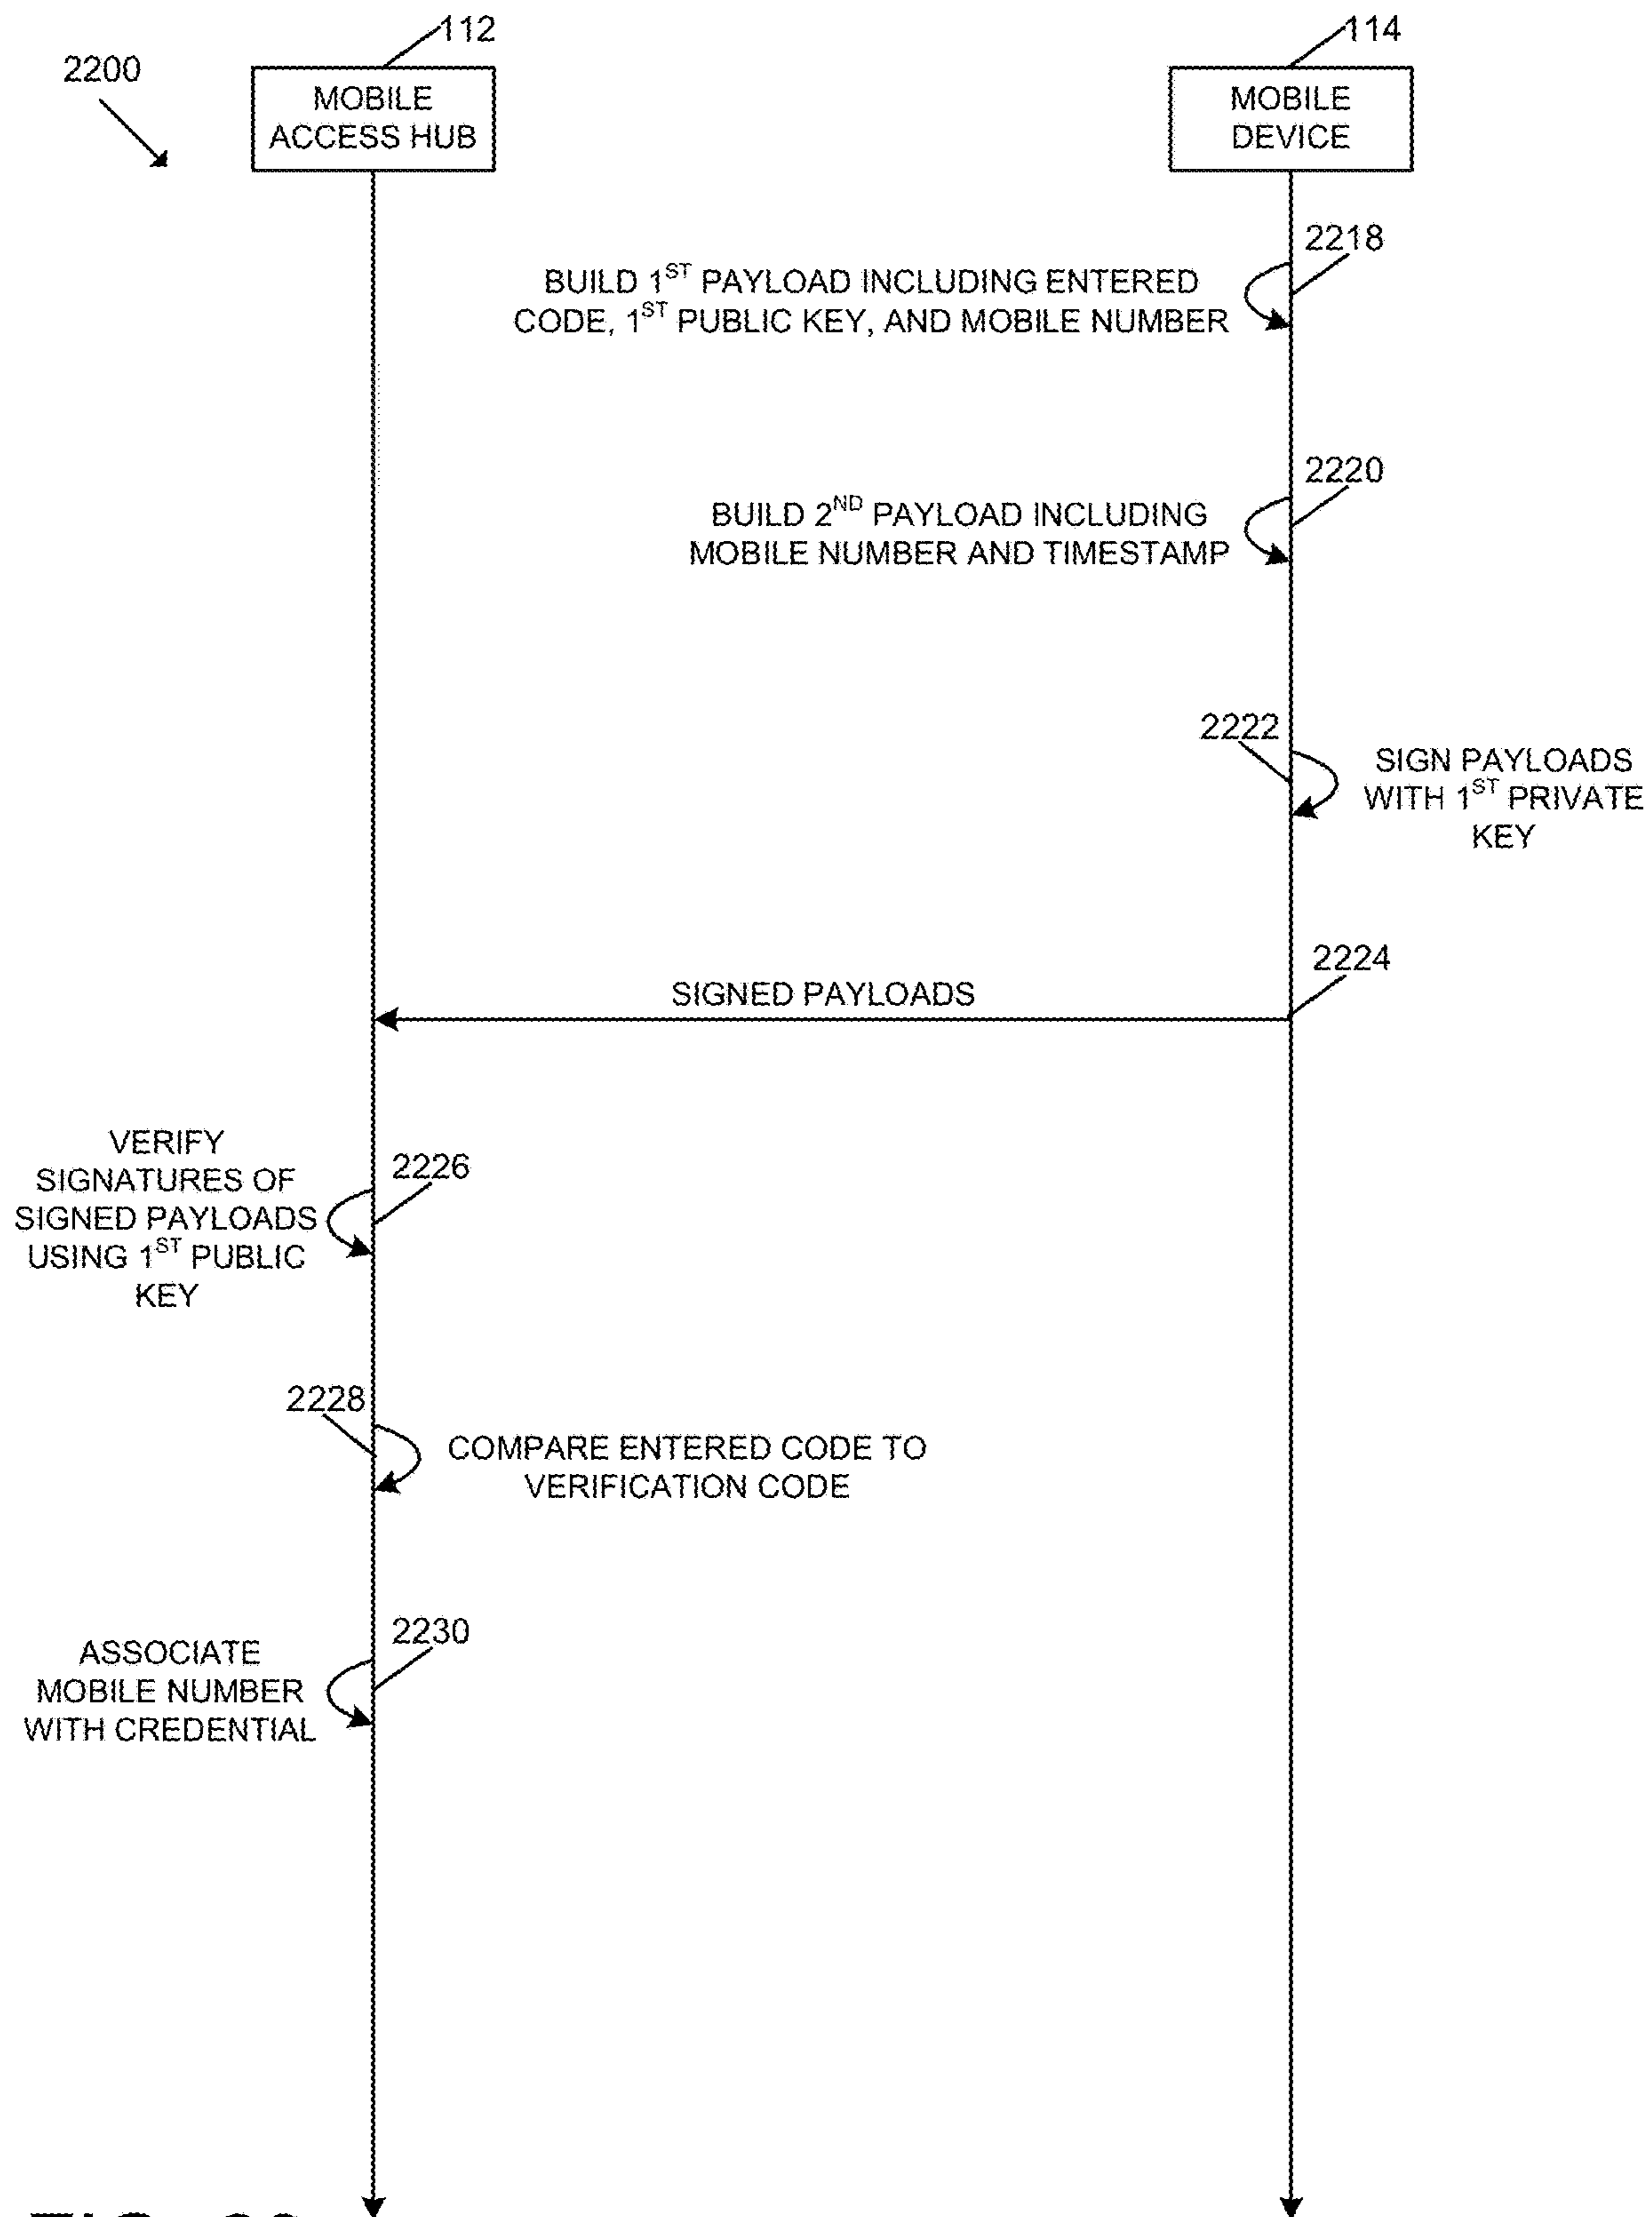 2200
112
MOBILE
ACCESS HUB
114
MOBILE
DEVICE
2218
BUILD 1ST PAYLOAD INCLUDING ENTERED
CODE, 1ST PUBLIC KEY, AND MOBILE NUMBER
2220
BUILD 2ND PAYLOAD INCLUDING
MOBILE NUMBER AND TIMESTAMP
2222
SIGN PAYLOADS
WITH 1ST PRIVATE
KEY
2224
SIGNED PAYLOADS
VERIFY
SIGNATURES OF
SIGNED PAYLOADS
USING 1ST PUBLIC
KEY
2226
2228
COMPARE ENTERED CODE TO
VERIFICATION CODE
2230
ASSOCIATE
MOBILE NUMBER
WITH CREDENTIAL